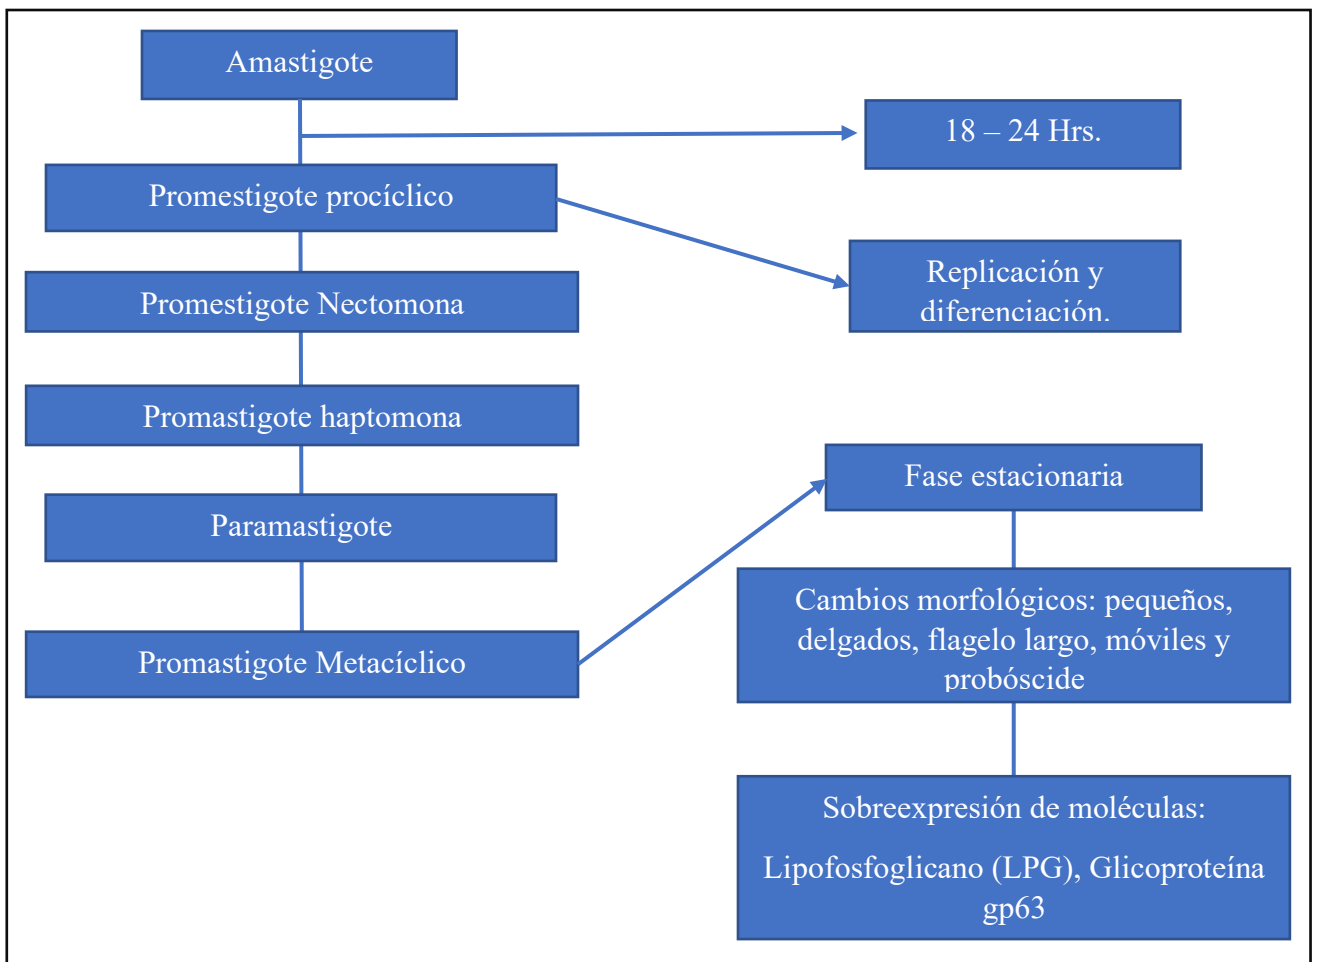 Amastigote
18 – 24 Hrs.
Promestigote procíclico
Replicación y
diferenciación.
Promestigote Nectomona
Promastigote haptomona
Fase estacionaria
Paramastigote
Cambios morfológicos: pequeños,
delgados, flagelo largo, móviles y
probóscide
Promastigote Metacíclico
Sobreexpresión de moléculas:
Lipofosfoglicano (LPG), Glicoproteína
gp63